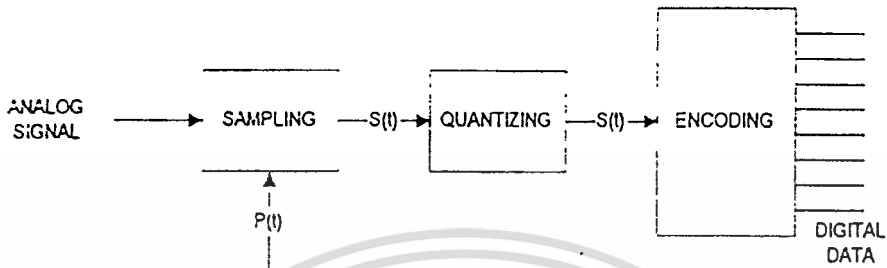 ANALOG
SIGNAL
SAMPLING
S(t)
QUANTIZING
S(t)
ENCODING
P(t)
DIGITAL
DATA